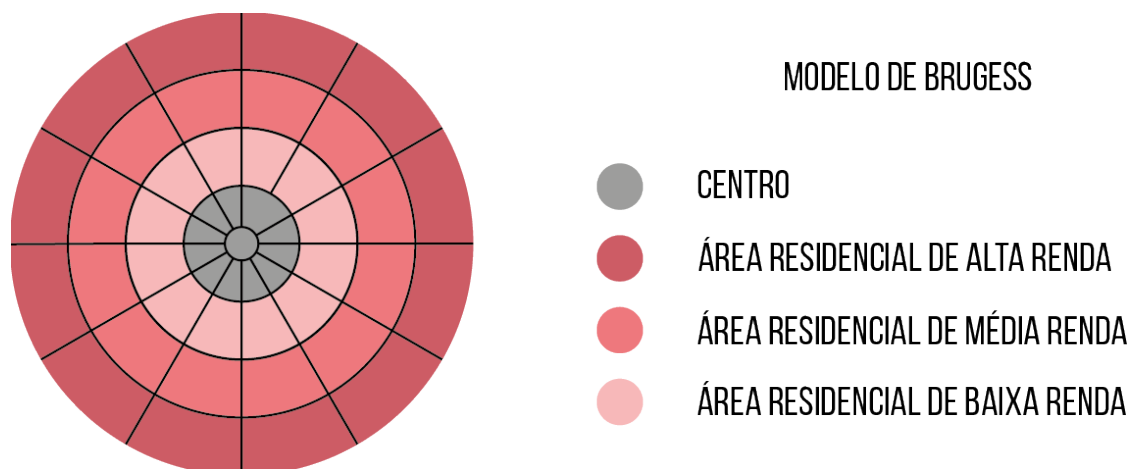 MODELO DE BRUGESS
CENTRO
ÁREA RESIDENCIAL DE ALTA RENDA
ÁREA RESIDENCIAL DE MÉDIA RENDA
ÁREA RESIDENCIAL DE BAIXA RENDA